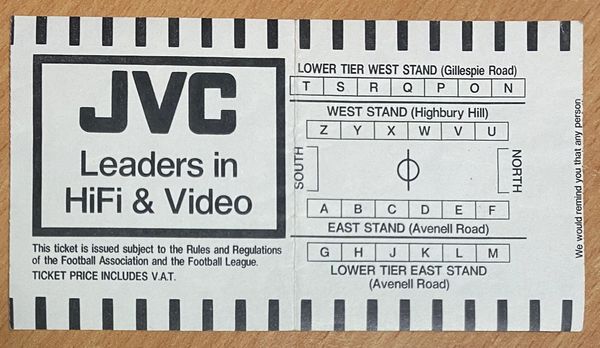 JVC
Leaders in
HiFi & Video
This ticket is issued subject to the Rules and Regulations
of the Football Association and the Football League.
TICKET PRICE INCLUDES V.A.T.
LOWER TIER WEST STAND (Gillespie Road)
T S R Q P O N
WEST STAND (Highbury Hill)
Z Y X W V U
SOUTH
NORTH
A B C D E F
EAST STAND (Avenell Road)
G H J K L M
LOWER TIER EAST STAND
(Avenell Road)
We would remind you that any person